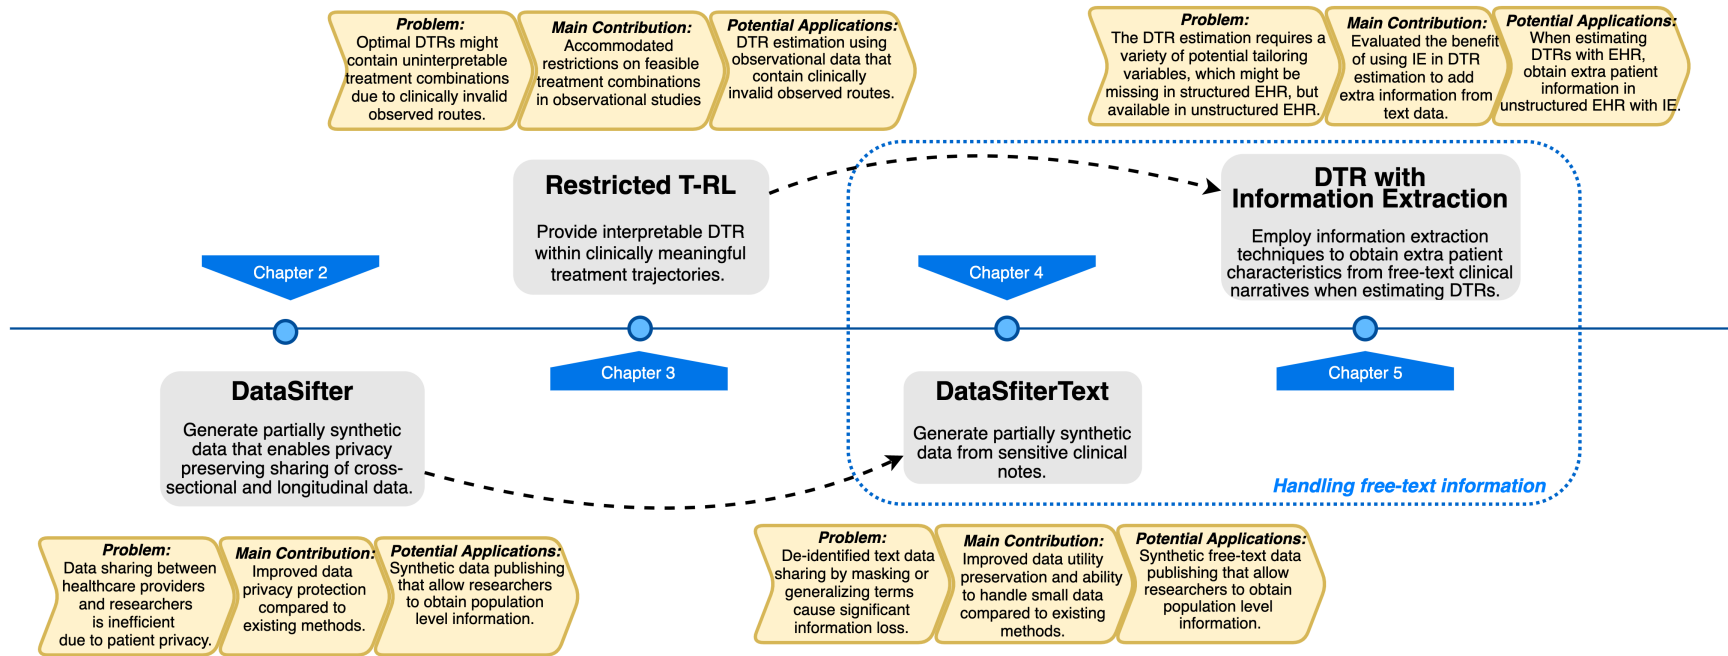 Problem:
Optimal DTRs might
contain uninterpretable
treatment combinations
due to clinically invalid
observed routes.
Main Contribution:
Accommodated
restrictions on feasible
treatment combinations
in observational studies
Potential Applications:
DTR estimation using
observational data that
contain clinically
invalid observed routes.
Problem:
The DTR estimation requires a
variety of potential tailoring
variables, which might be
missing in structured EHR, but
available in unstructured EHR.
Main Contribution:
Evaluated the benefit
of using IE in DTR
estimation to add
extra information from
text data.
Potential Applications:
When estimating
DTRs with EHR,
obtain extra patient
information in
unstructured EHR with IE.
Restricted T-RL
Provide interpretable DTR
within clinically meaningful
treatment trajectories.
DTR with
Information Extraction
Employ information extraction
techniques to obtain extra patient
characteristics from free-text clinical
narratives when estimating DTRs.
Chapter 2
Chapter 4
Chapter 3
Chapter 5
DataSifter
Generate partially synthetic
data that enables privacy
preserving sharing of cross-
sectional and longitudinal data.
DataSfiterText
Generate partially synthetic
data from sensitive clinical
notes.
Handling free-text information
Problem:
Data sharing between
healthcare providers
and researchers
is inefficient
due to patient privacy.
Main Contribution:
Improved data
privacy protection
compared to
existing methods.
Potential Applications:
Synthetic data publishing
that allow researchers
to obtain population
level information.
Problem:
De-identified text data
sharing by masking or
generalizing terms
cause significant
information loss.
Main Contribution:
Improved data utility
preservation and ability
to handle small data
compared to existing
methods.
Potential Applications:
Synthetic free-text data
publishing that allow
researchers to obtain
population level
information.